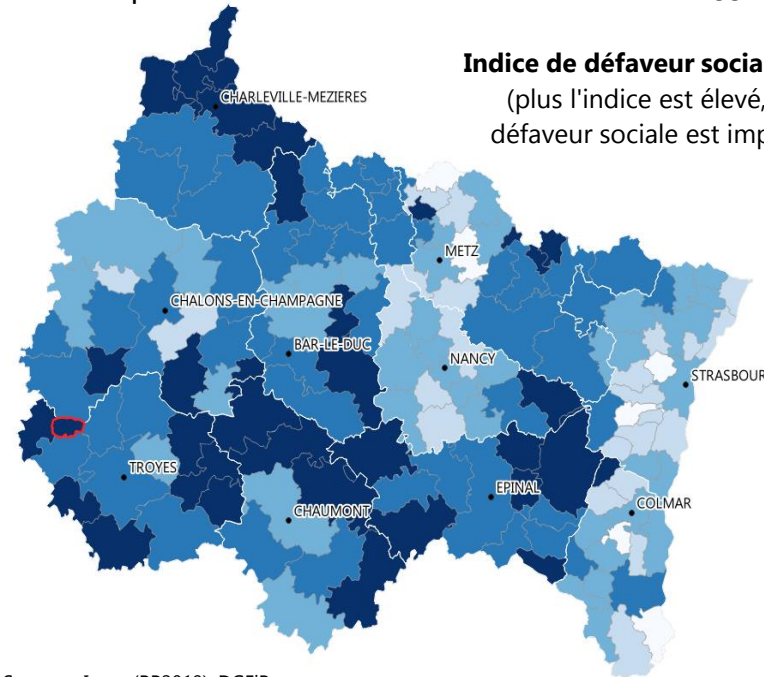 Indice de défaveur socia
(plus l'indice est élevé,
défaveur sociale est imp
CHARLEVILLE-MEZIERES
METZ
CHALONS-EN-CHAMPAGNE
BAR-LE-DUC
NANCY
STRASBOUR
TROYES
EPINAL
CHAUMONT
COLMAR